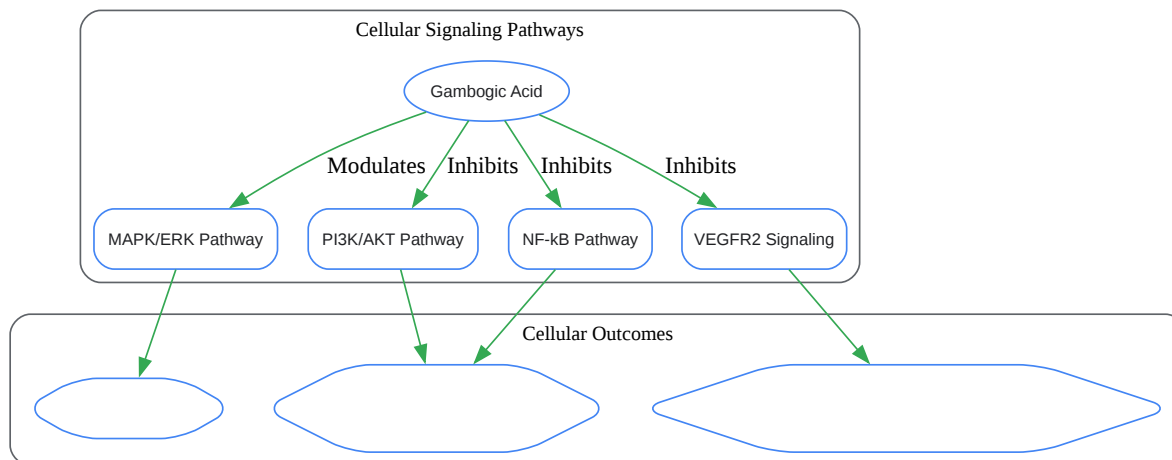 Cellular Signaling Pathways
Gambogic Acid
Modulates
Inhibits
Inhibits
Inhibits
MAPK/ERK Pathway
PI3K/AKT Pathway
NF-kB Pathway
VEGFR2 Signaling
Cellular Outcomes